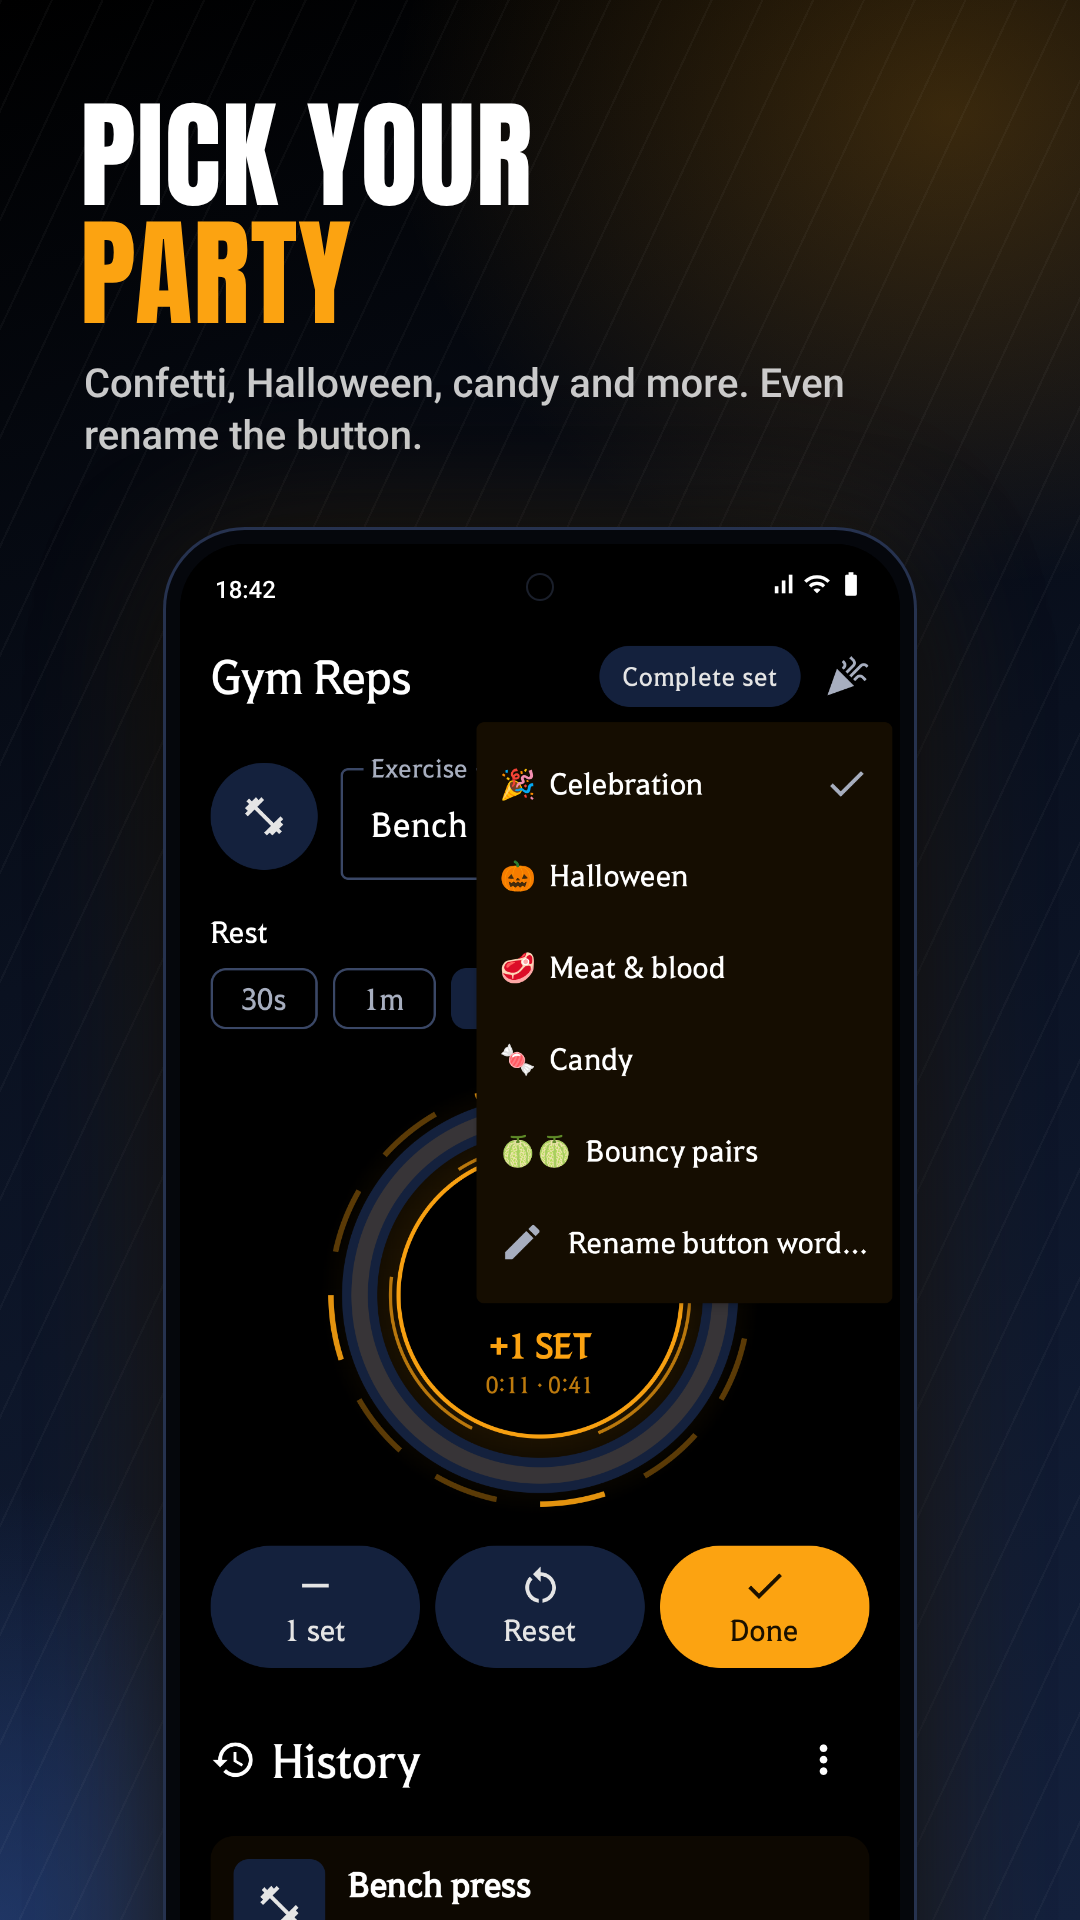 PICK YOUR
PARTY
Confetti, Halloween, candy and more. Even
rename the button.
18:42
Gym Reps
Complete set
Exercise
Bench
Celebration
Halloween
Rest
Meat & blood
30s
1m
Candy
Bouncy pairs
Rename button word...
+1 SET
0:11 · 0:41
1 set
Reset
Done
History
Bench press